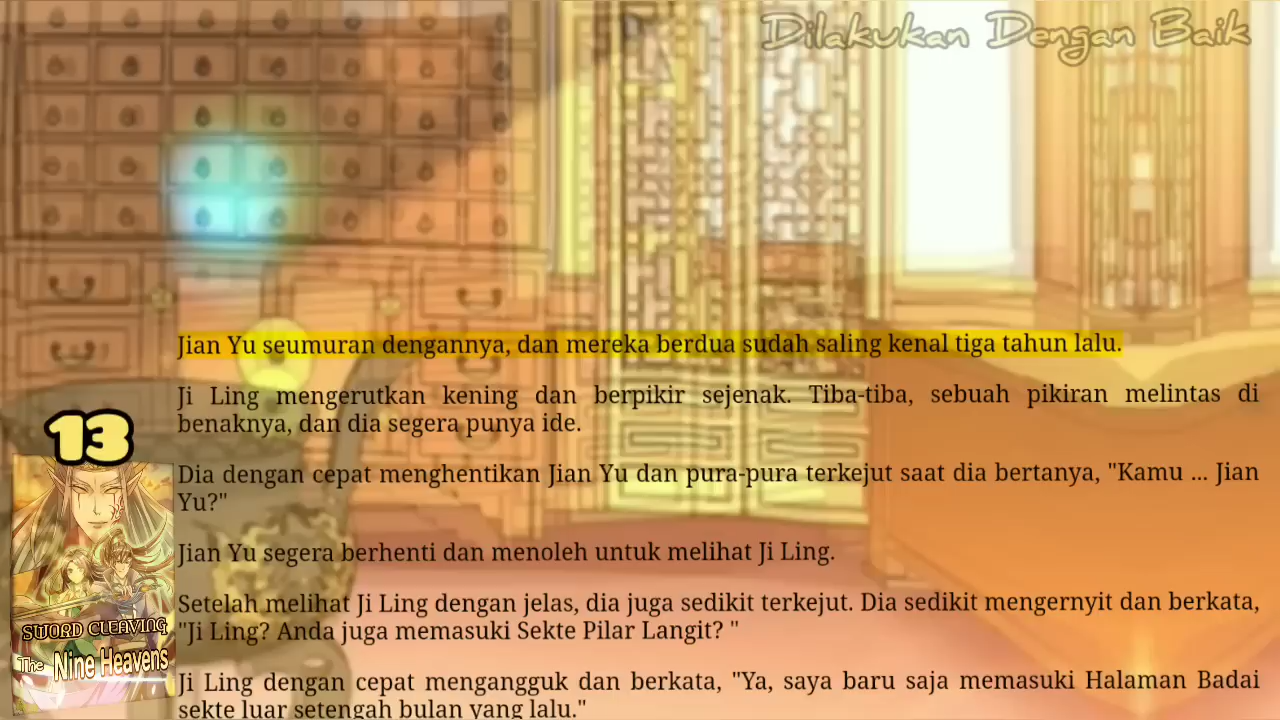 Dilakukan Dengan Baik
Jian Yu seumuran dengannya, dan mereka berdua sudah saling kenal tiga tahun lalu.
Ji Ling mengerutkan kening dan berpikir sejenak. Tiba-tiba, sebuah pikiran melintas di
benaknya, dan dia segera punya ide.
Dia dengan cepat menghentikan Jian Yu dan pura-pura terkejut saat dia bertanya, "Kamu ... Jian
Yu?"
Jian Yu segera berhenti dan menoleh untuk melihat Ji Ling.
Setelah melihat Ji Ling dengan jelas, dia juga sedikit terkejut. Dia sedikit mengernyit dan berkata,
"Ji Ling? Anda juga memasuki Sekte Pilar Langit? "
Ji Ling dengan cepat mengangguk dan berkata, "Ya, saya baru saja memasuki Halaman Badai
sekte luar setengah bulan yang lalu."
13
SWORD CLEAVING
The Nine Heavens